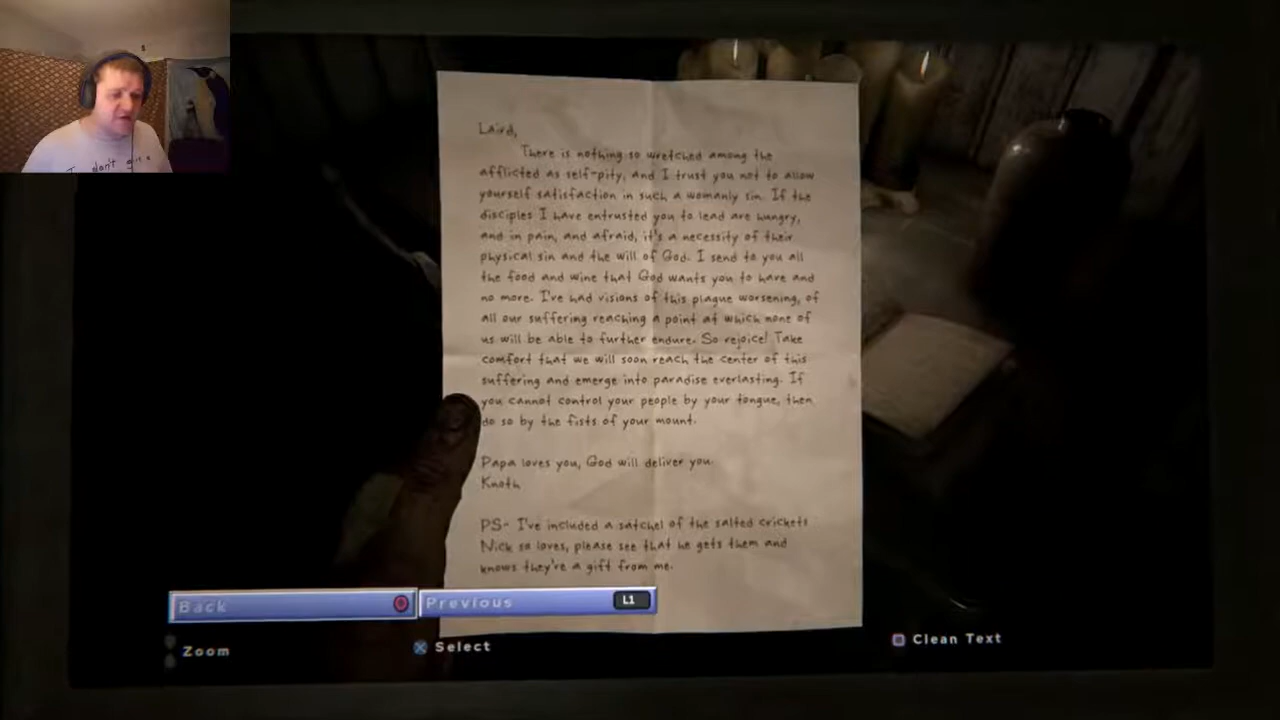 I don't give a
Laird,
There is nothing so wretched among the
afflicted as self-pity, and I trust you not to allow
yourself satisfaction in such a womanly sin. If the
disciples I have entrusted you to lead are hungry,
and in pain, and afraid, it's a necessity of their
physical sin and the will of God. I send to you all
the food and wine that God wants you to have and
no more. I've had visions of this plague worsening, of
all our suffering reaching a point at which none of
us will be able to further endure. So rejoice! Take
comfort that we will soon reach the center of this
suffering and emerge into paradise everlasting. If
you cannot control your people by your tongue, then
do so by the fists of your mount.
Papa loves you, God will deliver you.
Knoth
PS- I've included a satchel of the salted crickets
Nick so loves, please see that he gets them and
knows they're a gift from me.
Back
Previous
L1
Zoom
Select
Clean Text